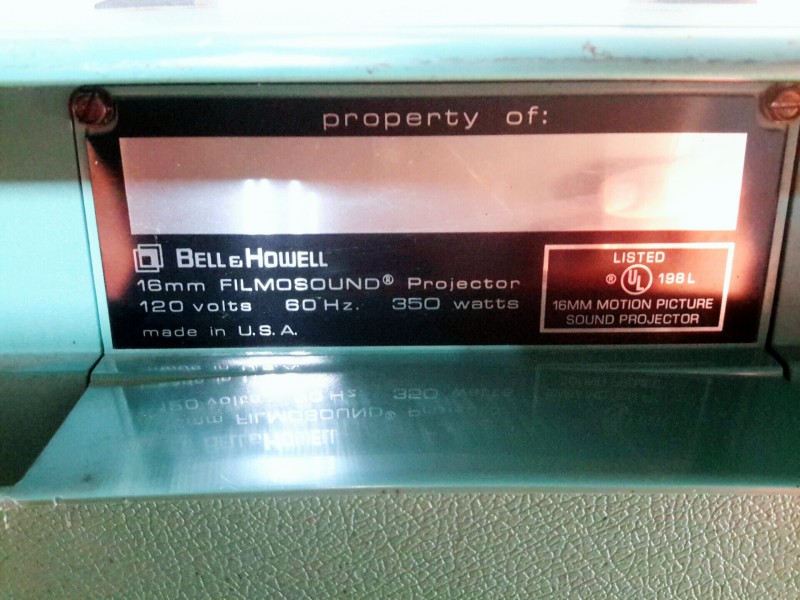 property of:
BELL & HOWELL
16mm FILMOSOUND® Projector
120 volts 60 Hz. 350 watts
made in U.S.A.
LISTED
® UL 198L
16MM MOTION PICTURE
SOUND PROJECTOR